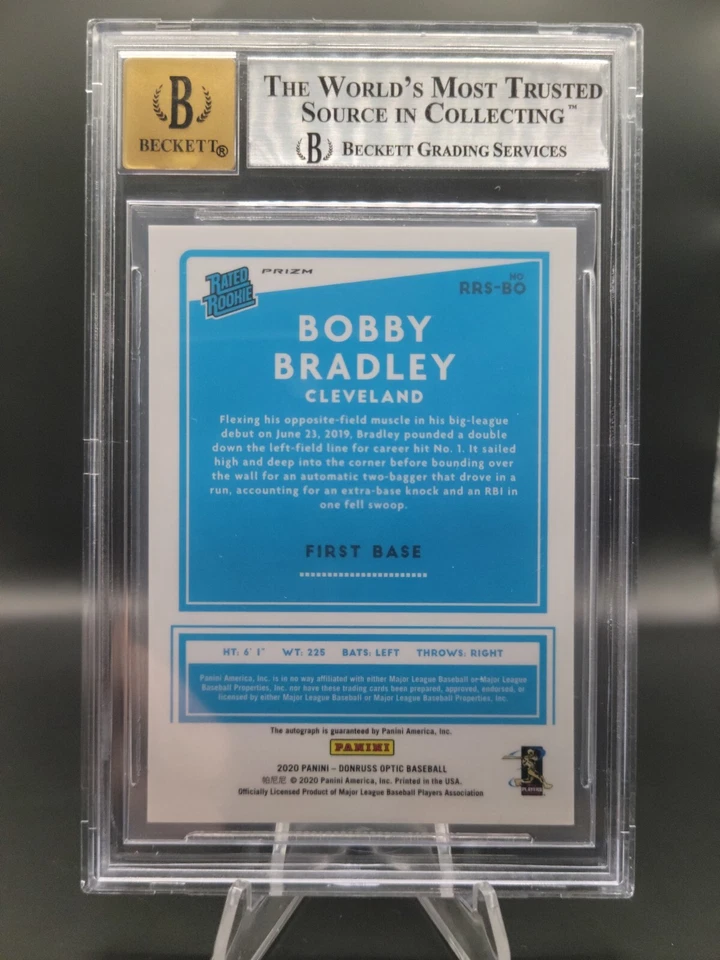 B
BECKETT®
THE WORLD'S MOST TRUSTED
SOURCE IN COLLECTING™
B BECKETT GRADING SERVICES
RATED
ROOKIE
PRIZM
NO
RRS-BO
BOBBY
BRADLEY
CLEVELAND
Flexing his opposite-field muscle in his big-league
debut on June 23, 2019, Bradley pounded a double
down the left-field line for career hit No. 1. It sailed
high and deep into the corner before bounding over
the wall for an automatic two-bagger that drove in a
run, accounting for an extra-base knock and an RBI in
one fell swoop.
FIRST BASE
HT: 6' 1" WT: 225 BATS: LEFT THROWS: RIGHT
Panini America, Inc. is in no way affiliated with either Major League Baseball or Major League
Baseball Properties, Inc. nor have these trading cards been prepared, approved, endorsed, or
licensed by either Major League Baseball or Major League Baseball Properties, Inc.
The autograph is guaranteed by Panini America, Inc.
PANINI
2020 PANINI – DONRUSS OPTIC BASEBALL
帕尼尼 © 2020 Panini America, Inc. Printed in the USA.
Officially Licensed Product of Major League Baseball Players Association